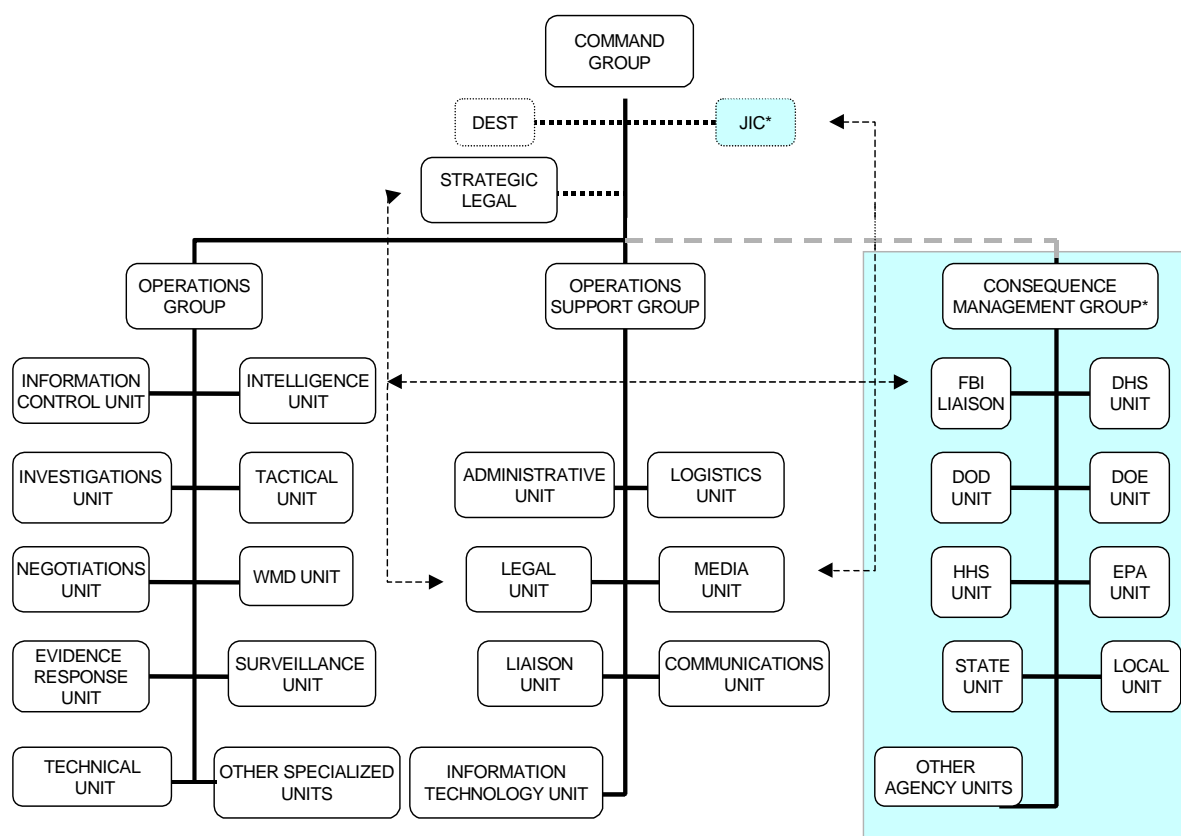 COMMAND
GROUP
DEST
JIC*
STRATEGIC
LEGAL
OPERATIONS
GROUP
OPERATIONS
SUPPORT GROUP
CONSEQUENCE
MANAGEMENT GROUP*
INFORMATION
CONTROL UNIT
INTELLIGENCE
UNIT
INVESTIGATIONS
UNIT
TACTICAL
UNIT
NEGOTIATIONS
UNIT
WMD UNIT
EVIDENCE
RESPONSE
UNIT
SURVEILLANCE
UNIT
TECHNICAL
UNIT
OTHER SPECIALIZED
UNITS
ADMINISTRATIVE
UNIT
LOGISTICS
UNIT
LEGAL
UNIT
MEDIA
UNIT
LIAISON
UNIT
COMMUNICATIONS
UNIT
INFORMATION
TECHNOLOGY UNIT
FBI
LIAISON
DHS
UNIT
DOD
UNIT
DOE
UNIT
HHS
UNIT
EPA
UNIT
STATE
UNIT
LOCAL
UNIT
OTHER
AGENCY UNITS